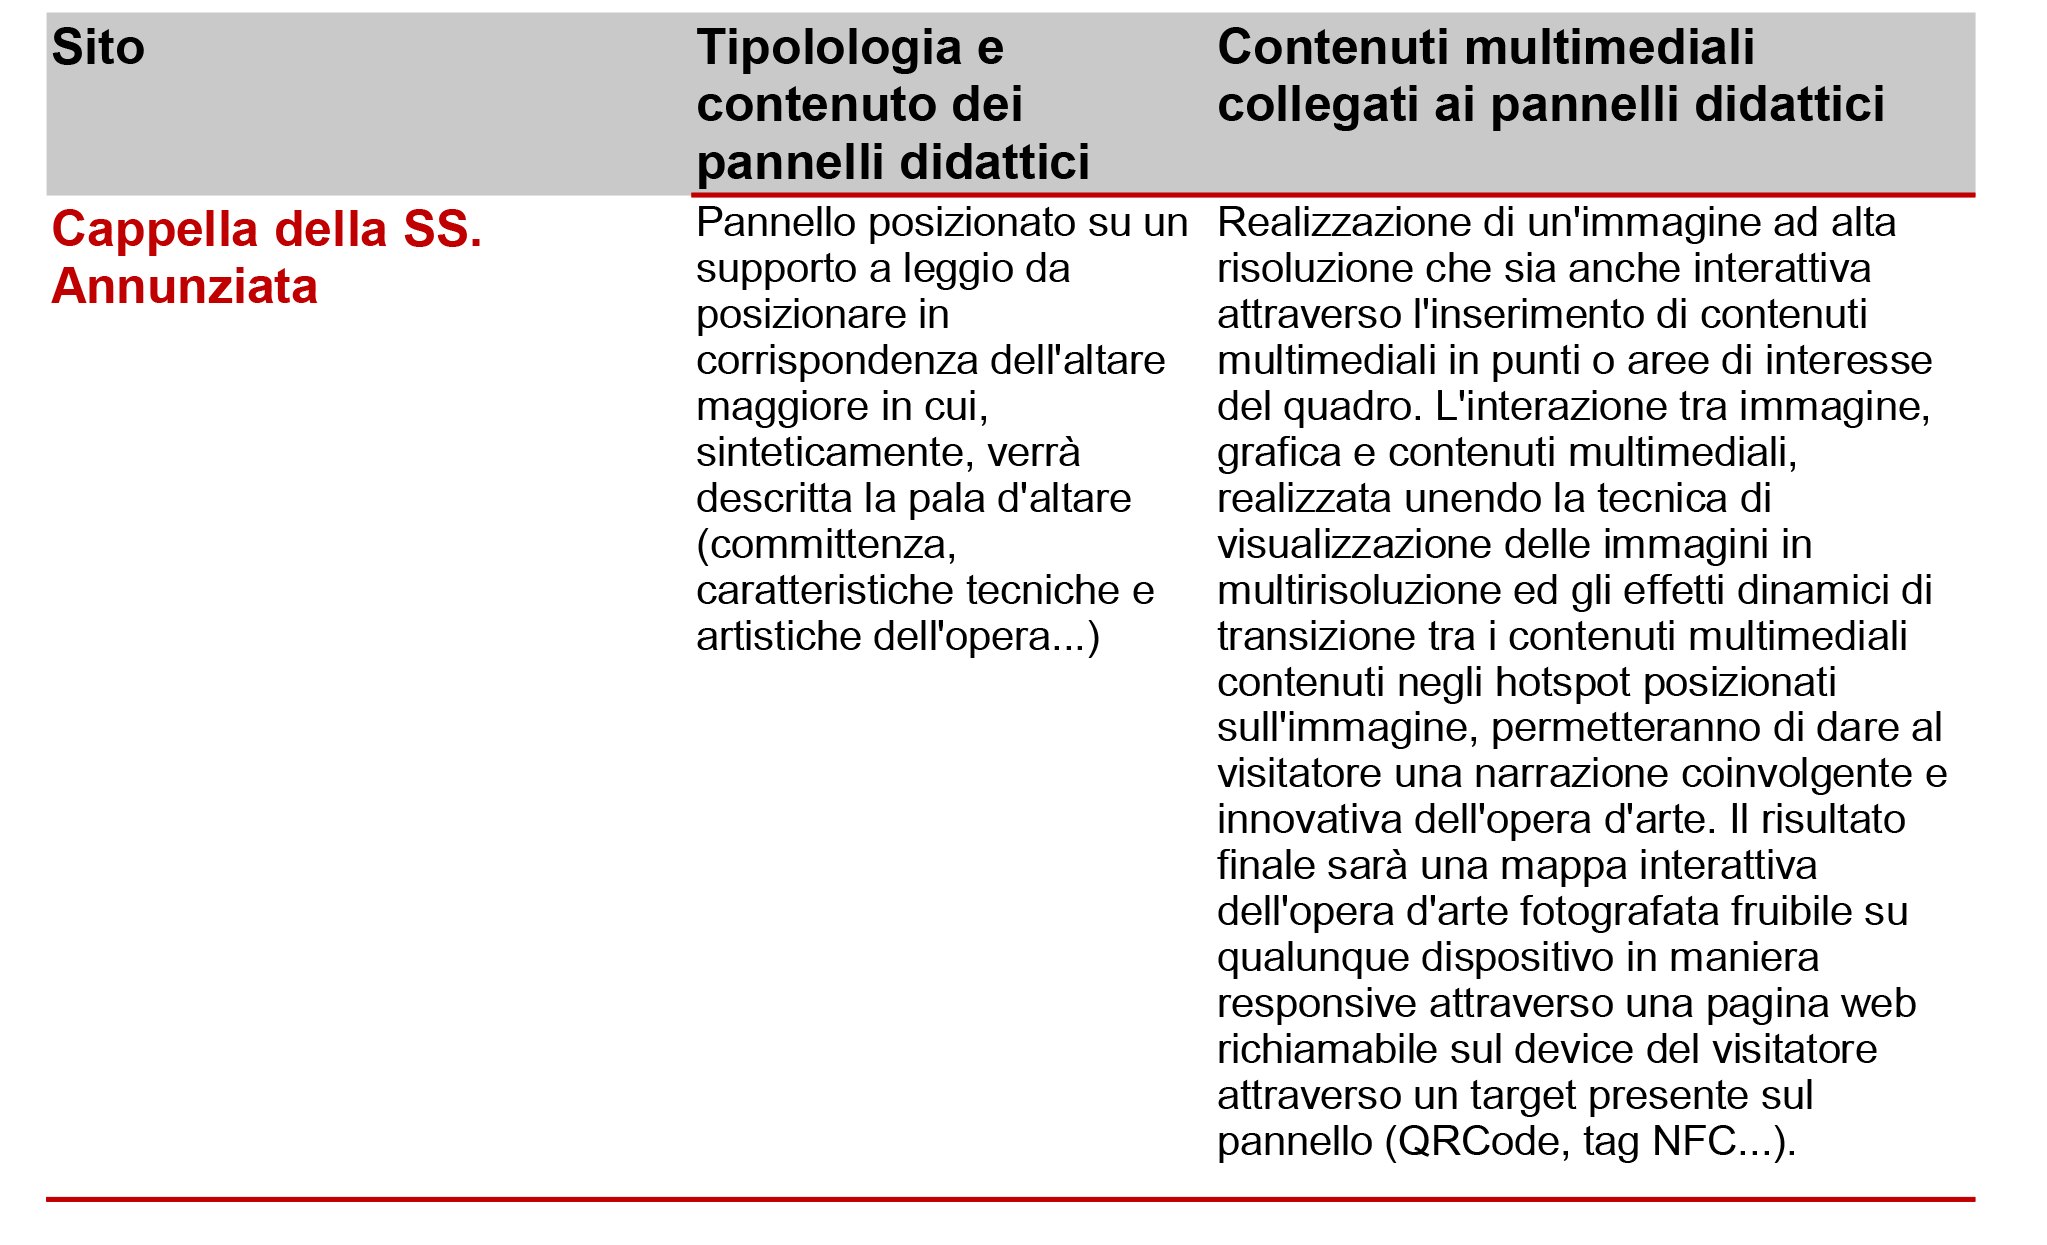 Sito
Tipolologia e
contenuto dei
pannelli didattici
Contenuti multimediali
collegati ai pannelli didattici
Cappella della SS.
Annunziata
Pannello posizionato su un
supporto a leggio da
posizionare in
corrispondenza dell'altare
maggiore in cui,
sinteticamente, verrà
descritta la pala d'altare
(committenza,
caratteristiche tecniche e
artistiche dell'opera...)
Realizzazione di un'immagine ad alta
risoluzione che sia anche interattiva
attraverso l'inserimento di contenuti
multimediali in punti o aree di interesse
del quadro. L'interazione tra immagine,
grafica e contenuti multimediali,
realizzata unendo la tecnica di
visualizzazione delle immagini in
multirisoluzione ed gli effetti dinamici di
transizione tra i contenuti multimediali
contenuti negli hotspot posizionati
sull'immagine, permetteranno di dare al
visitatore una narrazione coinvolgente e
innovativa dell'opera d'arte. Il risultato
finale sarà una mappa interattiva
dell'opera d'arte fotografata fruibile su
qualunque dispositivo in maniera
responsive attraverso una pagina web
richiamabile sul device del visitatore
attraverso un target presente sul
pannello (QRCode, tag NFC...).